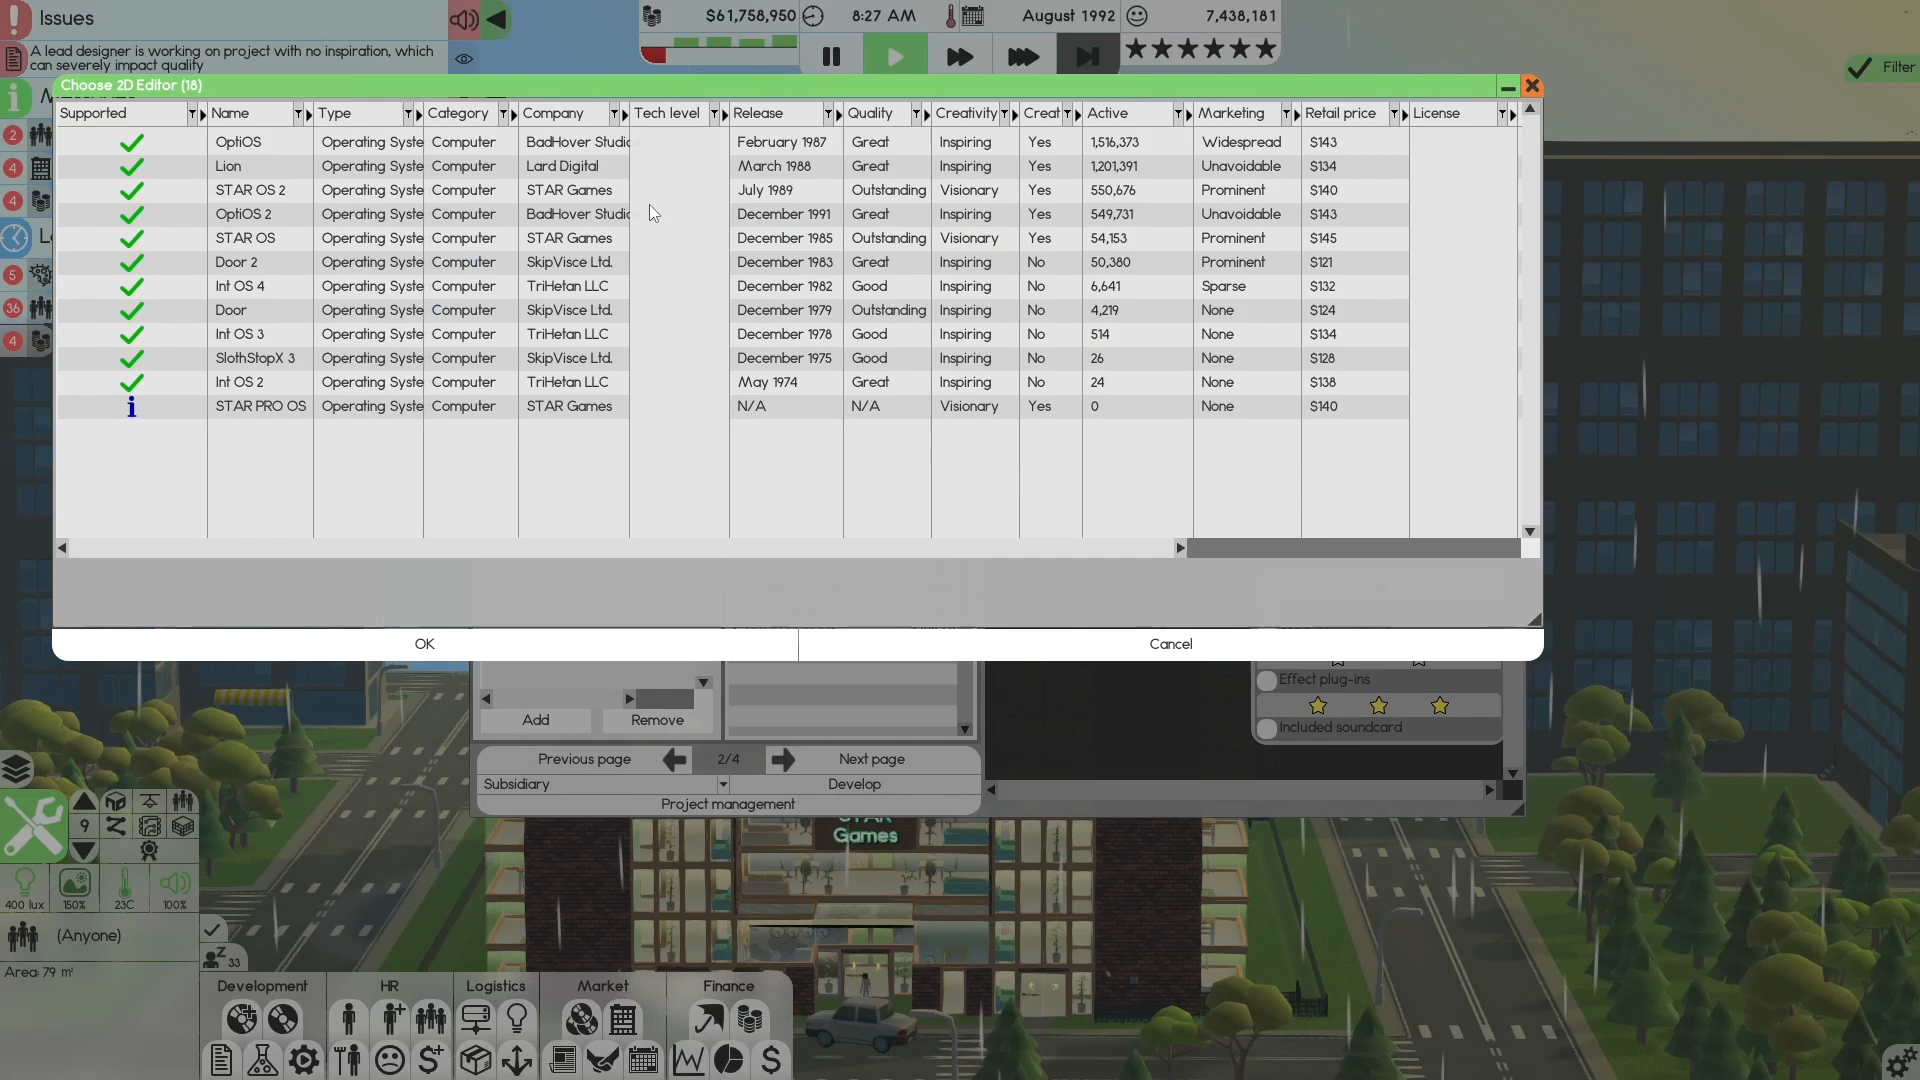 Issues
$61,758,950
8:27 AM
August 1992
7,438,181
A lead designer is working on project with no inspiration, which
can severely impact quality
Filter
Choose 2D Editor (18)
Supported Name Type Category Company Tech level Release Quality Creativity Creat Active Marketing Retail price License
OptiOS Operating Syste Computer BadHover Studio February 1987 Great Inspiring Yes 1,516,373 Widespread $143
Lion Operating Syste Computer Lard Digital March 1988 Great Inspiring Yes 1,201,391 Unavoidable $134
STAR OS 2 Operating Syste Computer STAR Games July 1989 Outstanding Visionary Yes 550,676 Prominent $140
OptiOS 2 Operating Syste Computer BadHover Studio December 1991 Great Inspiring Yes 549,731 Unavoidable $143
STAR OS Operating Syste Computer STAR Games December 1985 Outstanding Visionary Yes 54,153 Prominent $145
Door 2 Operating Syste Computer SkipVisce Ltd. December 1983 Great Inspiring No 50,380 Prominent $121
Int OS 4 Operating Syste Computer TriHetan LLC December 1982 Good Inspiring No 6,641 Sparse $132
Door Operating Syste Computer SkipVisce Ltd. December 1979 Outstanding Inspiring No 4,219 None $124
Int OS 3 Operating Syste Computer TriHetan LLC December 1978 Good Inspiring No 514 None $134
SlothStopX 3 Operating Syste Computer SkipVisce Ltd. December 1975 Good Inspiring No 26 None $128
Int OS 2 Operating Syste Computer TriHetan LLC May 1974 Great Inspiring No 24 None $138
i STAR PRO OS Operating Syste Computer STAR Games N/A N/A Visionary Yes 0 None $140
2
4
4
5
36
4
OK
Cancel
Effect plug-ins
Included soundcard
Add
Remove
Previous page
2/4
Next page
Subsidiary
Develop
Project management
STAR
Games
9
400 lux
150%
23C
100%
(Anyone)
Area: 79 m²
z 33
Development
HR
Logistics
Market
Finance